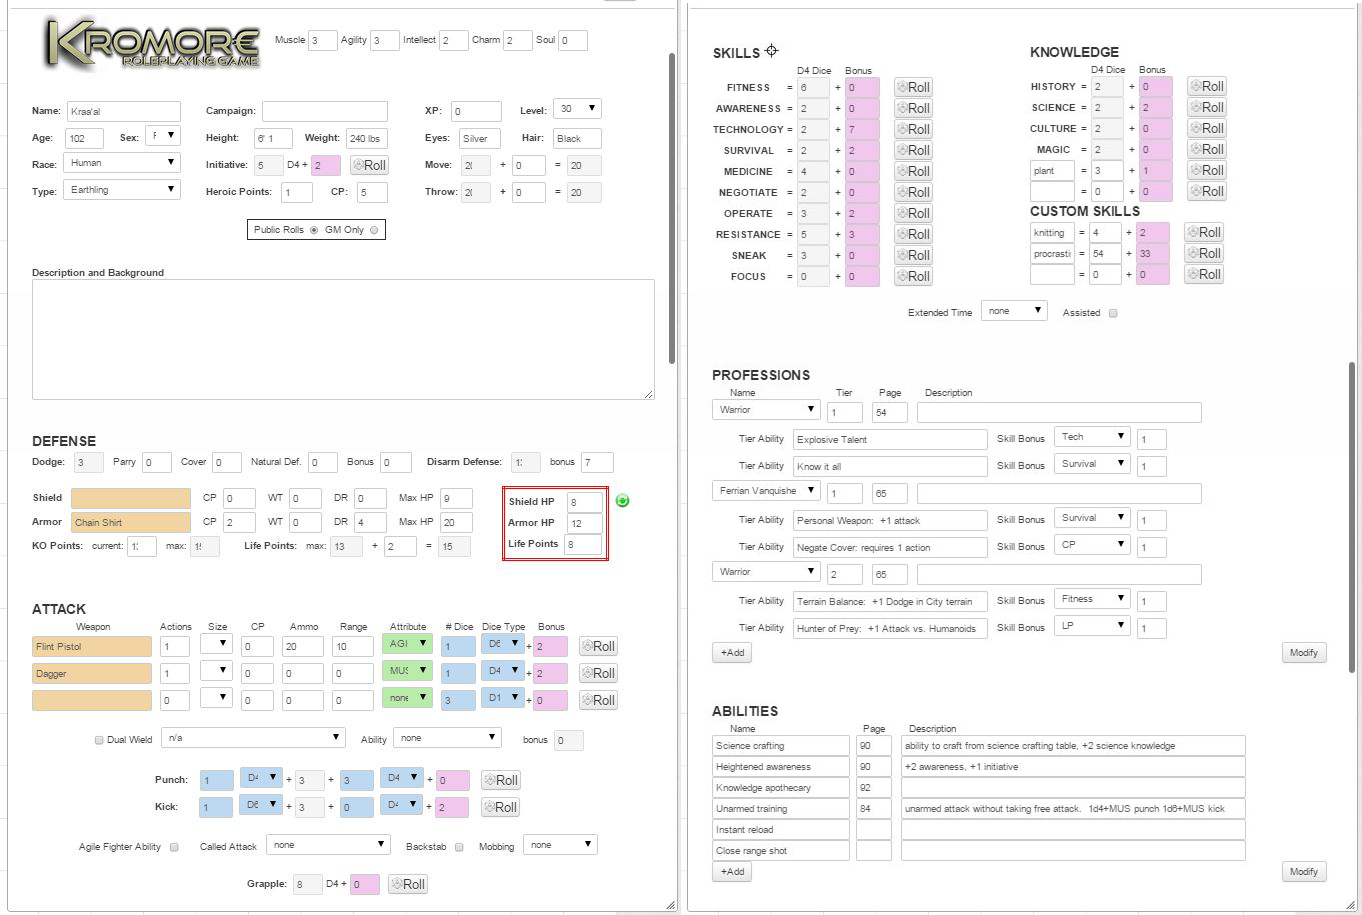 KROMORE
ROLEPLAYING GAME
Muscle 3 Agility 3 Intellect 2 Charm 2 Soul 0
Name: Kraa'al Campaign: XP: 0 Level: 30
Age: 102 Sex: F Height: 6' 1 Weight: 240 lbs Eyes: Silver Hair: Black
Race: Human Initiative: 5 D4 + 2 Roll Move: + 0 = 20
Type: Earthling Heroic Points: 1 CP: 5 Throw: + 0 = 20
Public Rolls GM Only
Description and Background
DEFENSE
Dodge: 3 Parry 0 Cover 0 Natural Def. 0 Bonus 0 Disarm Defense: bonus 7
Shield CP 0 WT 0 DR 0 Max HP 9
Armor Chain Shirt CP 2 WT 0 DR 4 Max HP 20
KO Points: current: max: Life Points: max: 13 + 2 = 15
Shield HP 8
Armor HP 12
Life Points 8
ATTACK
Weapon Actions Size CP Ammo Range Attribute # Dice Dice Type Bonus
Flint Pistol 1 0 20 10 AGI 1 D6 + 2 Roll
Dagger 1 0 0 0 MUS 1 D4 + 2 Roll
0 0 0 0 none 3 D1 + 0 Roll
Dual Wield n/a Ability none bonus 0
Punch: 1 D4 + 3 + 3 D4 + 0 Roll
Kick: 1 D6 + 3 + 0 D4 + 2 Roll
Agile Fighter Ability Called Attack none Backstab Mobbing none
Grapple: 8 D4 + 0 Roll
SKILLS
D4 Dice Bonus
FITNESS = 6 + 0 Roll
AWARENESS = 2 + 0 Roll
TECHNOLOGY = 2 + 7 Roll
SURVIVAL = 2 + 2 Roll
MEDICINE = 4 + 0 Roll
NEGOTIATE = 2 + 0 Roll
OPERATE = 3 + 2 Roll
RESISTANCE = 5 + 3 Roll
SNEAK = 3 + 0 Roll
FOCUS = 0 + 0 Roll
KNOWLEDGE
D4 Dice Bonus
HISTORY = 2 + 0 Roll
SCIENCE = 2 + 2 Roll
CULTURE = 2 + 0 Roll
MAGIC = 2 + 0 Roll
plant = 3 + 1 Roll
= 0 + 0 Roll
CUSTOM SKILLS
knitting = 4 + 2 Roll
procrasti = 54 + 33 Roll
= 0 + 0 Roll
Extended Time none Assisted
PROFESSIONS
Name Tier Page Description
Warrior 1 54
Tier Ability Explosive Talent Skill Bonus Tech 1
Tier Ability Know it all Skill Bonus Survival 1
Ferrian Vanquishe 1 65
Tier Ability Personal Weapon: +1 attack Skill Bonus Survival 1
Tier Ability Negate Cover: requires 1 action Skill Bonus CP 1
Warrior 2 65
Tier Ability Terrain Balance: +1 Dodge in City terrain Skill Bonus Fitness 1
Tier Ability Hunter of Prey: +1 Attack vs. Humanoids Skill Bonus LP 1
+Add Modify
ABILITIES
Name Page Description
Science crafting 90 ability to craft from science crafting table, +2 science knowledge
Heightened awareness 90 +2 awareness, +1 initiative
Knowledge apothecary 92
Unarmed training 84 unarmed attack without taking free attack, 1d4+MUS punch 1d6+MUS kick
Instant reload
Close range shot
+Add Modify